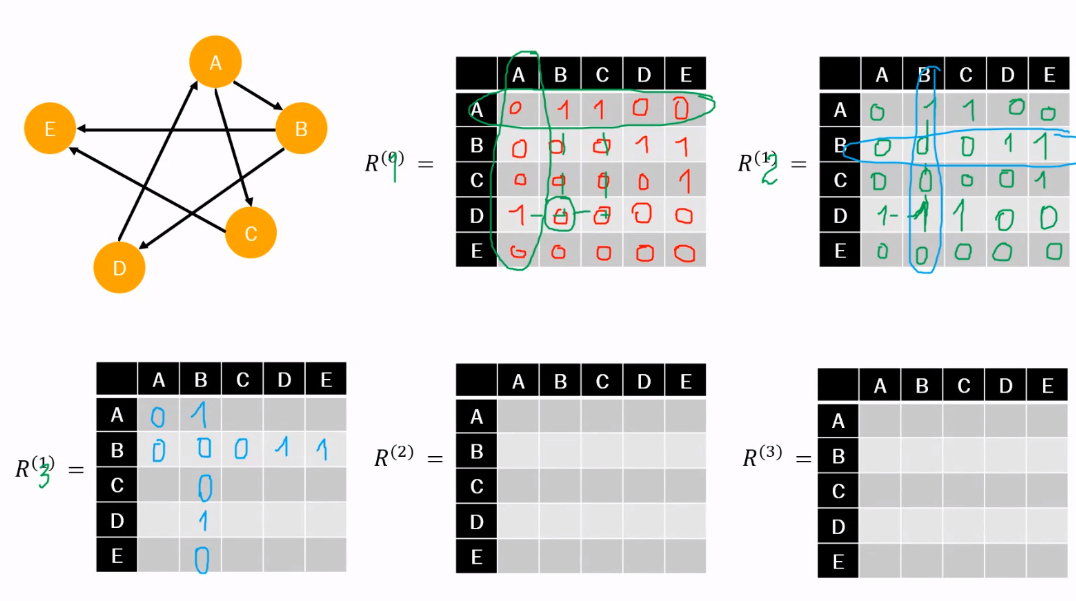 A
E
B
C
D
A B C D E
A 0 1 1 0 0
B 0 0 0 1 1
C 0 0 0 0 1
D 1 0 0 0 0
E 0 0 0 0 0
R(1) =
A B C D E
A 0 1 1 0 0
B 0 0 0 1 1
C 0 0 0 0 1
D 1 1 1 0 0
E 0 0 0 0 0
R(1) =
2
A B C D E
A 0 1
B 0 0 0 1 1
C 0
D 1
E 0
R(1) =
3
A B C D E
A
B
C
D
E
R(2) =
A B C D E
A
B
C
D
E
R(3) =